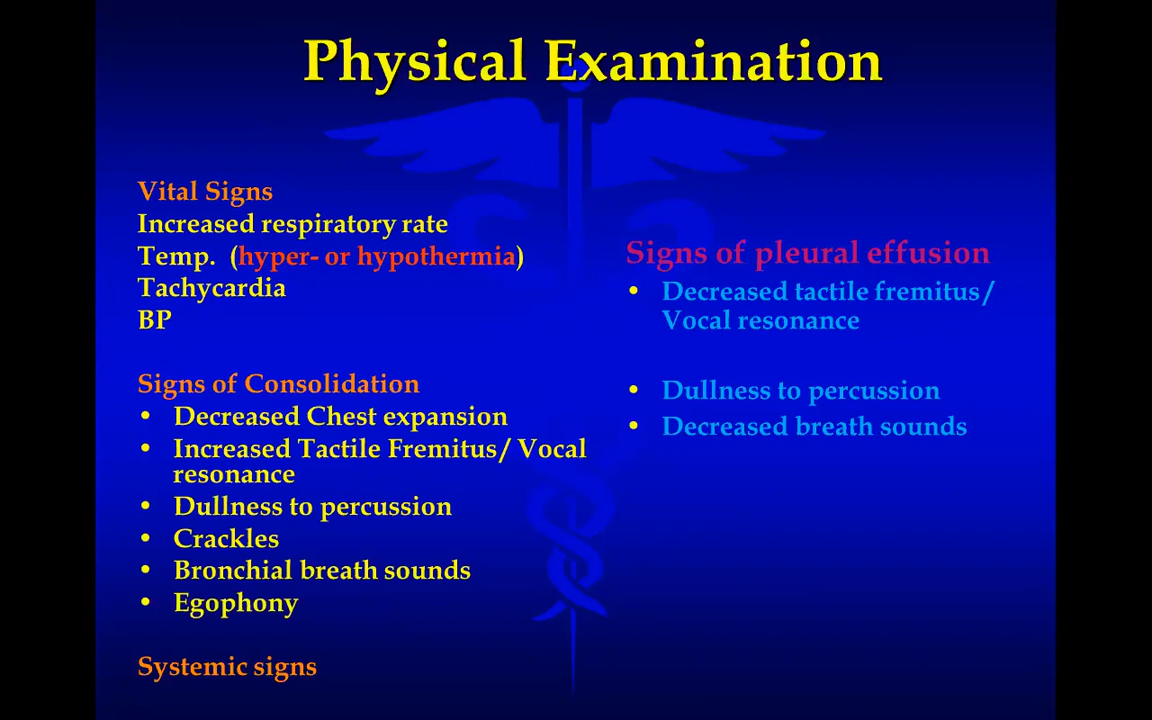 Physical Examination
Vital Signs
Increased respiratory rate
Temp. (hyper- or hypothermia)
Tachycardia
BP
Signs of Consolidation
• Decreased Chest expansion
• Increased Tactile Fremitus/ Vocal
resonance
• Dullness to percussion
• Crackles
• Bronchial breath sounds
• Egophony
Systemic signs
Signs of pleural effusion
• Decreased tactile fremitus/
Vocal resonance
• Dullness to percussion
• Decreased breath sounds